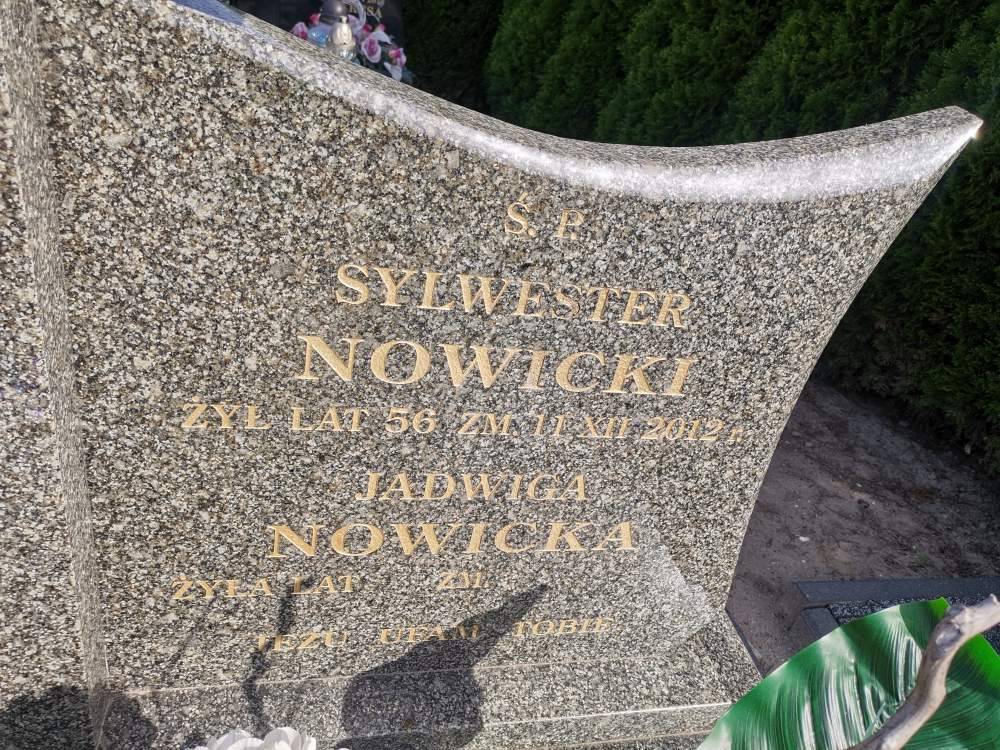 Ś. P.
SYLWESTER
NOWICKI
ŻYŁ LAT 56 ZM. 11 XII 2012 r.
JADWIGA
NOWICKA
ŻYŁA LAT ZM.
JEZU UFAM TOBIE